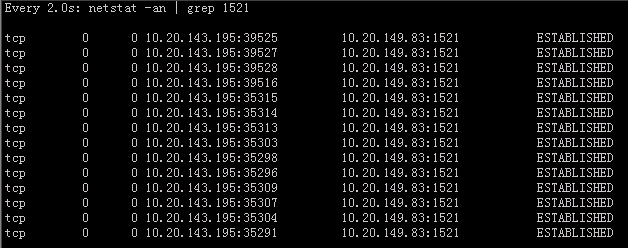 Every 2.0s: netstat -an | grep 1521
tcp 0 0 10.20.143.195:39525 10.20.149.83:1521 ESTABLISHED
tcp 0 0 10.20.143.195:39527 10.20.149.83:1521 ESTABLISHED
tcp 0 0 10.20.143.195:39528 10.20.149.83:1521 ESTABLISHED
tcp 0 0 10.20.143.195:39516 10.20.149.83:1521 ESTABLISHED
tcp 0 0 10.20.143.195:35315 10.20.149.83:1521 ESTABLISHED
tcp 0 0 10.20.143.195:35314 10.20.149.83:1521 ESTABLISHED
tcp 0 0 10.20.143.195:35313 10.20.149.83:1521 ESTABLISHED
tcp 0 0 10.20.143.195:35303 10.20.149.83:1521 ESTABLISHED
tcp 0 0 10.20.143.195:35298 10.20.149.83:1521 ESTABLISHED
tcp 0 0 10.20.143.195:35296 10.20.149.83:1521 ESTABLISHED
tcp 0 0 10.20.143.195:35309 10.20.149.83:1521 ESTABLISHED
tcp 0 0 10.20.143.195:35307 10.20.149.83:1521 ESTABLISHED
tcp 0 0 10.20.143.195:35304 10.20.149.83:1521 ESTABLISHED
tcp 0 0 10.20.143.195:35291 10.20.149.83:1521 ESTABLISHED